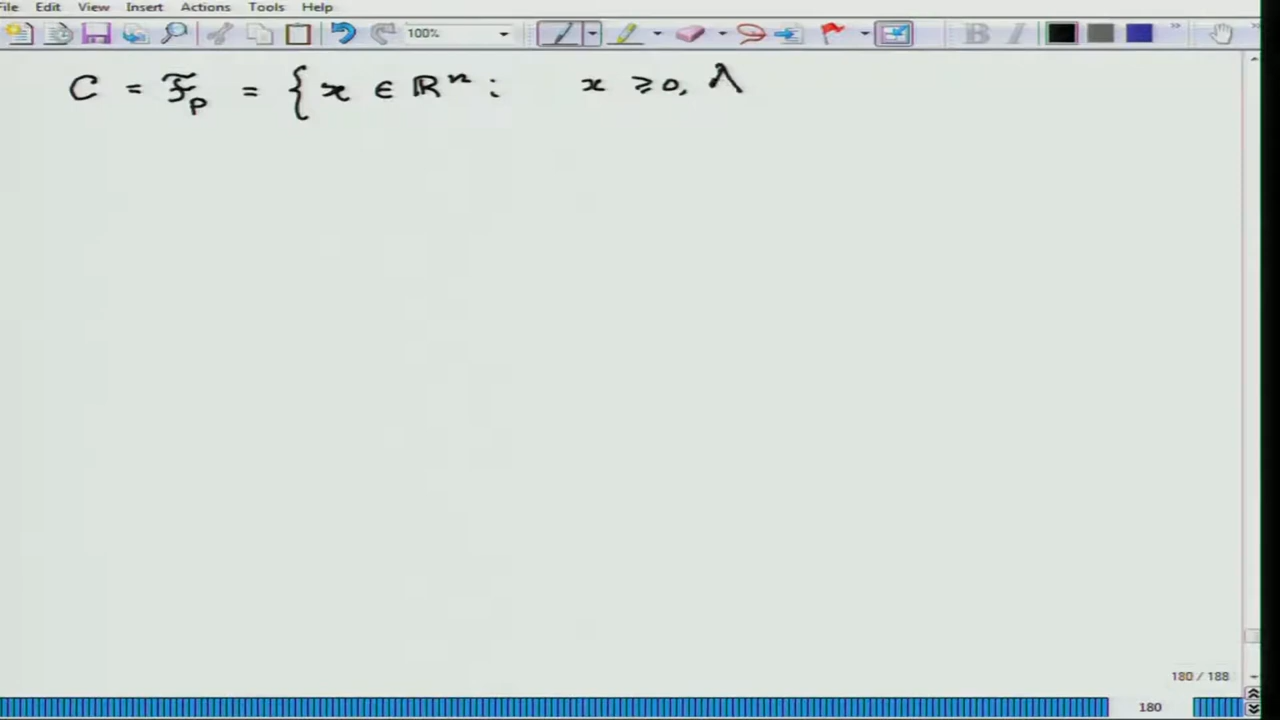 File Edit View Insert Actions Tools Help
100%
C = ℱ_p = { x ∈ ℝⁿ : x ≥ 0, λ
180 / 188
180